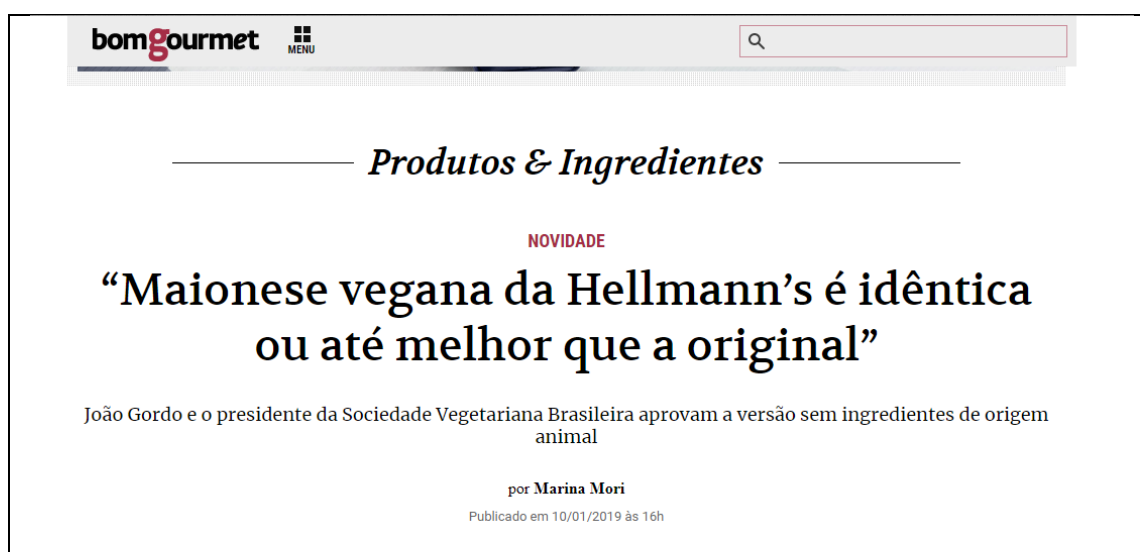 bomgourmet MENU
Produtos & Ingredientes
NOVIDADE
“Maionese vegana da Hellmann’s é idêntica
ou até melhor que a original”
João Gordo e o presidente da Sociedade Vegetariana Brasileira aprovam a versão sem ingredientes de origem
animal
por Marina Mori
Publicado em 10/01/2019 às 16h